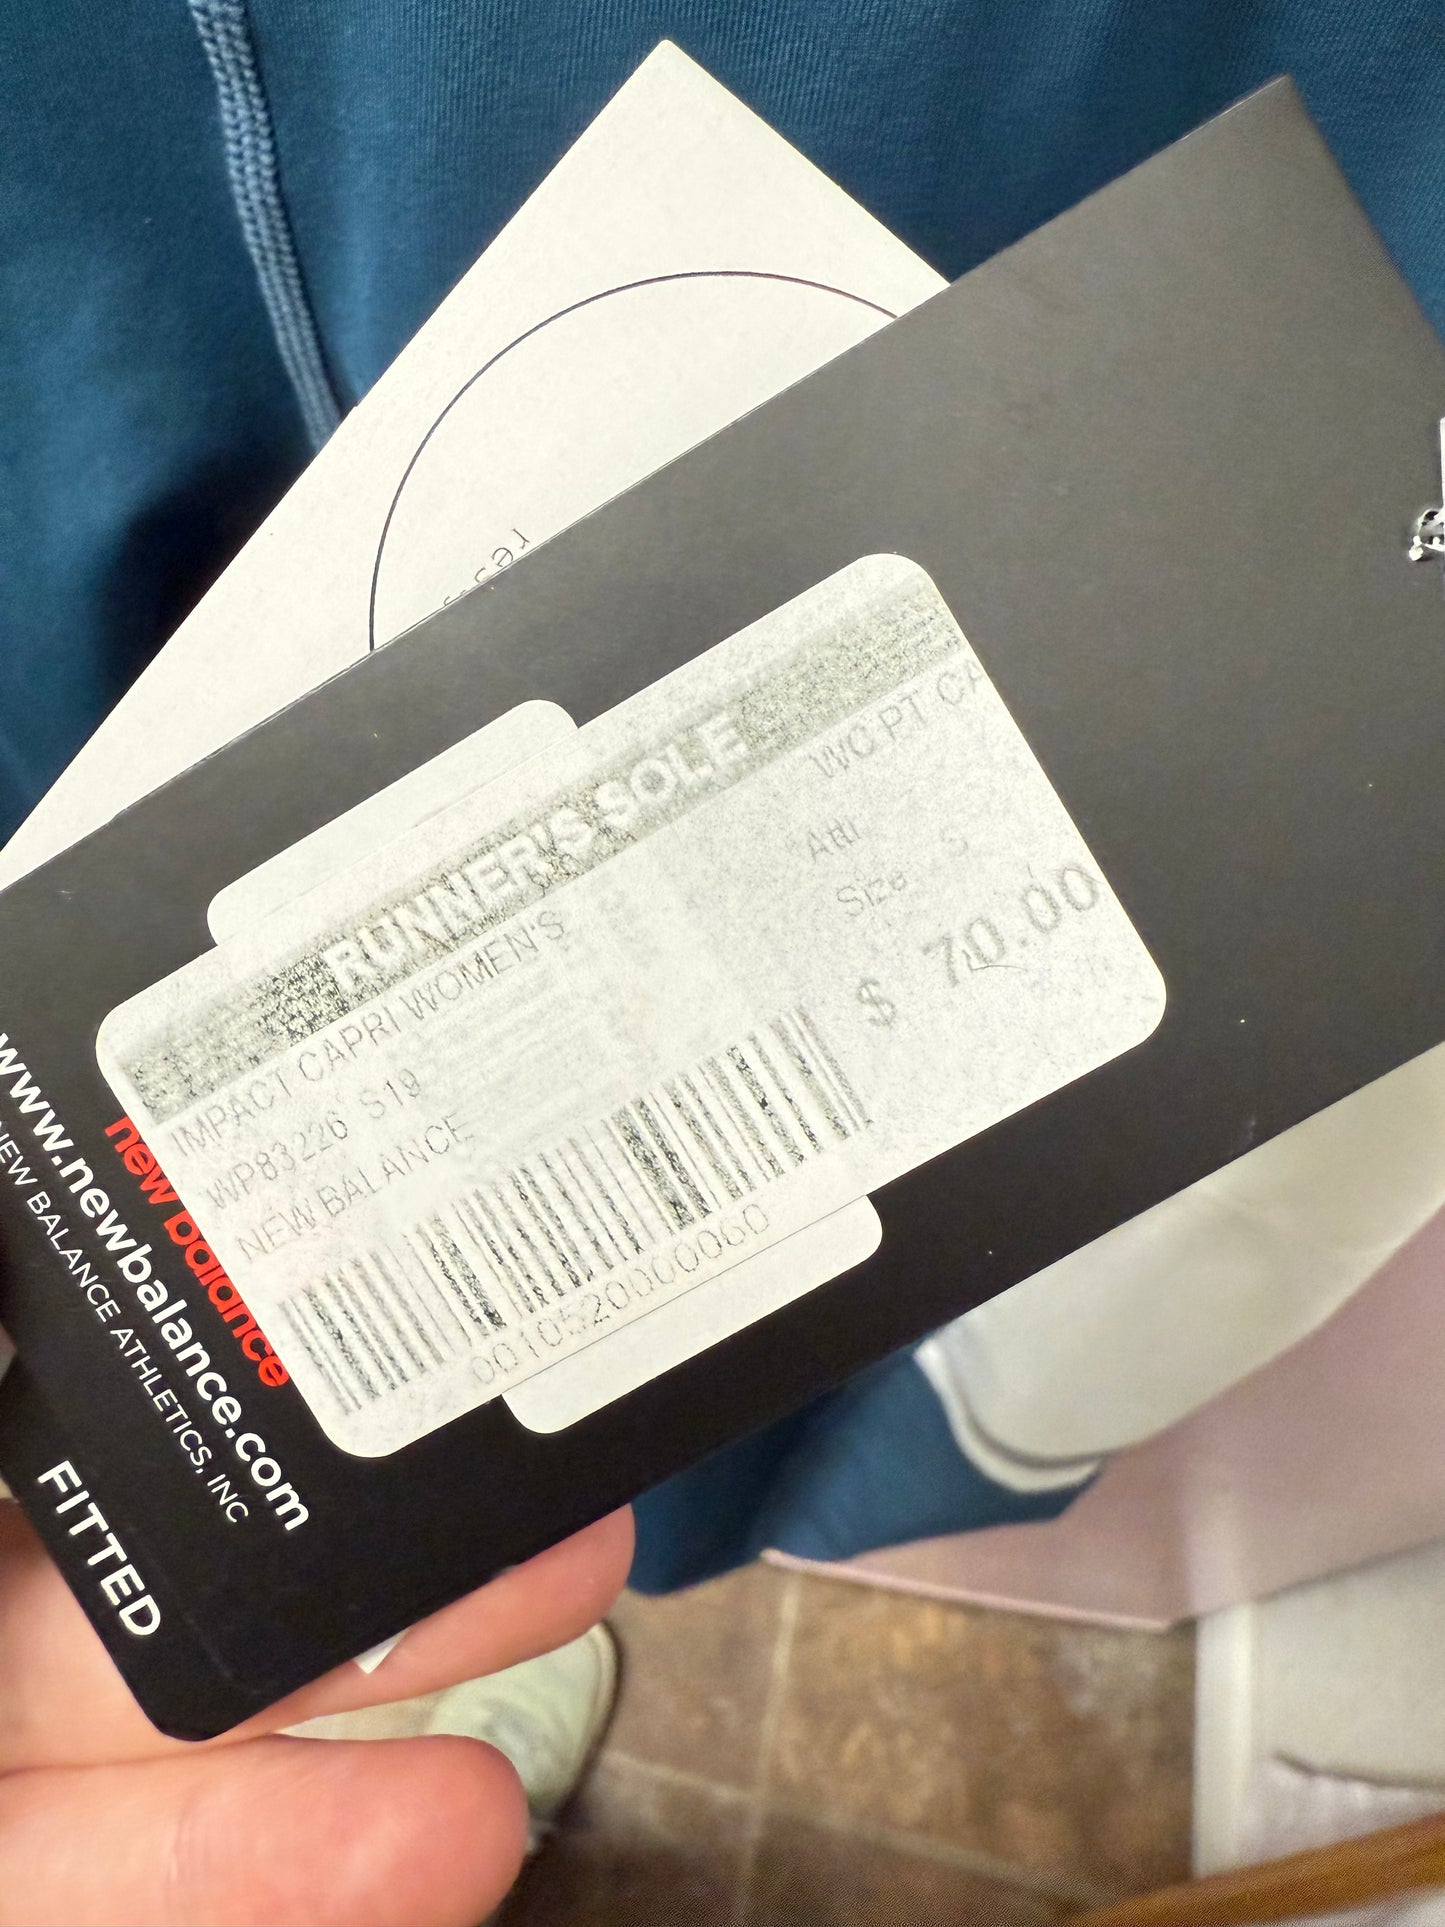 RUNNER'S SOLE
IMPACT CAPRI WOMEN'S
WC PT CA
WP83226 S19
Attr
NEW BALANCE
Size S
$ 70.00
001052000060
new balance
www.newbalance.com
NEW BALANCE ATHLETICS, INC
FITTED